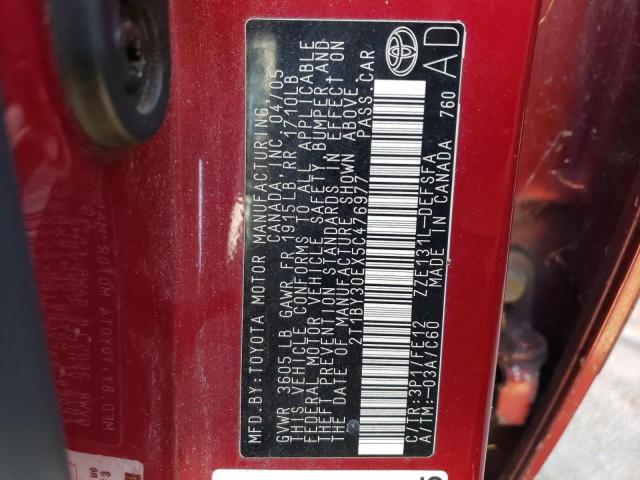 MFD.BY:TOYOTA MOTOR MANUFACTURING
CANADA, INC 04/05
GVWR 3605LB GAWR FR 1915LB RR 1710LB
THIS VEHICLE CONFORMS TO ALL APPLICABLE
FEDERAL MOTOR VEHICLE SAFETY, BUMPER, AND
THEFT PREVENTION STANDARDS IN EFFECT ON
THE DATE OF MANUFACTURE SHOWN ABOVE.
2T1BY30EX5C476977 PASS CAR
C/TR:3P1 /FE12 ZZE131L-DEFSFA
A/TM:-03A/C60 MADE IN CANADA 760
AD